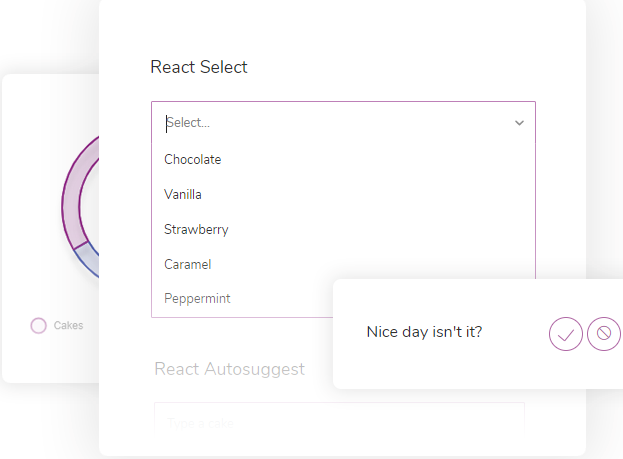 React Select
Select...
Chocolate
Vanilla
Strawberry
Caramel
Peppermint
Cakes
Nice day isn't it?
React Autosuggest
Type a cake